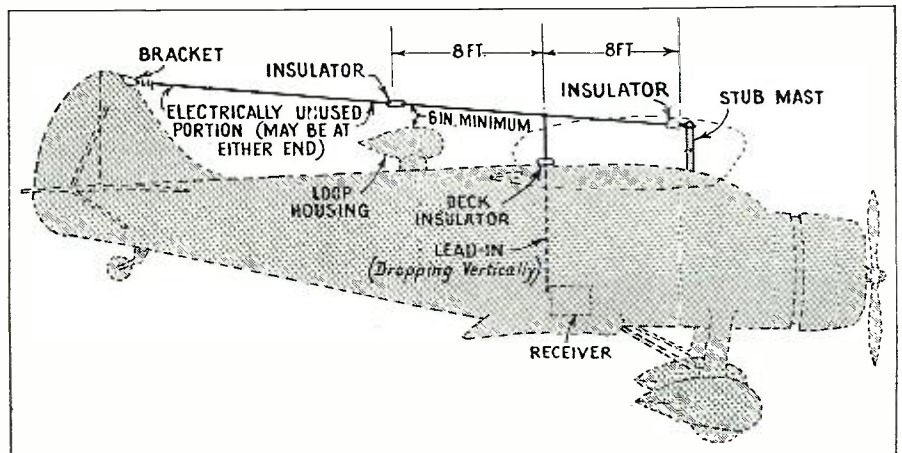 8 FT.
8 FT.
BRACKET
INSULATOR
INSULATOR
STUB MAST
ELECTRICALLY UNUSED
PORTION (MAY BE AT
EITHER END)
6 IN. MINIMUM
LOOP
HOUSING
DECK
INSULATOR
LEAD-IN
(Dropping Vertically)
RECEIVER